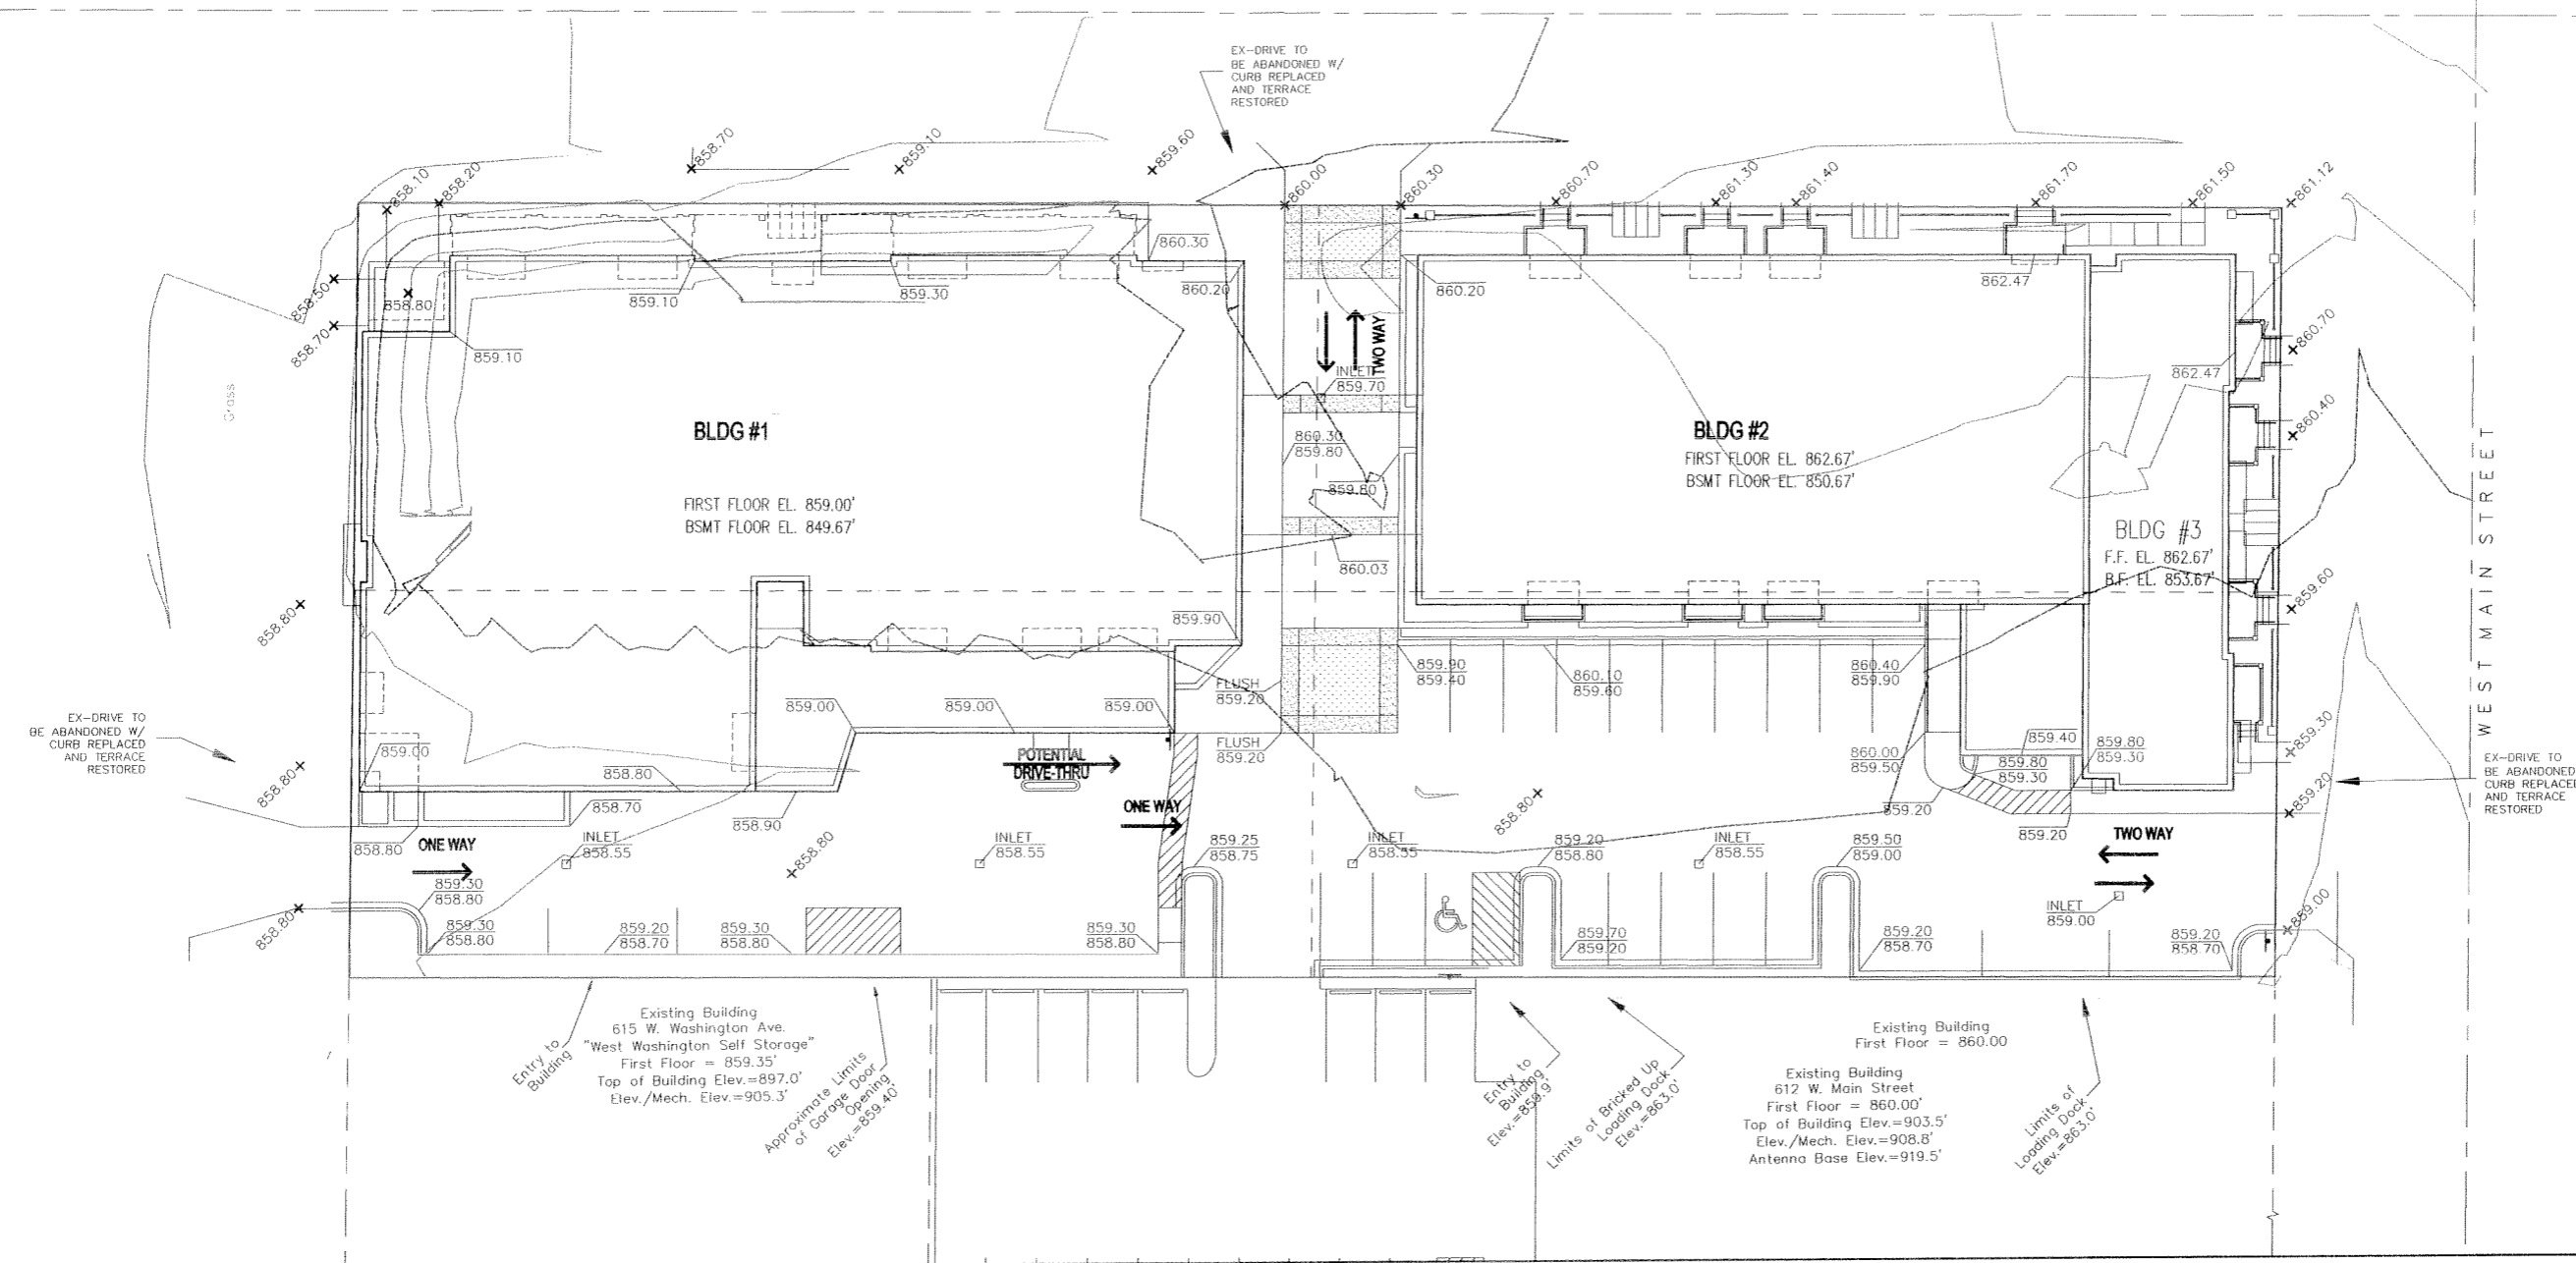 EX-DRIVE TO
BE ABANDONED W/
CURB REPLACED
AND TERRACE
RESTORED
858.10
858.20
858.70
859.10
859.60
860.00
860.30
860.70
861.30
861.40
861.70
861.50
861.12
858.50
858.80
858.70
859.10
859.10
859.30
860.30
860.20
860.20
862.47
862.47
860.70
860.40
Grass
TWO WAY
INLET
859.70
860.30
859.80
859.80
860.03
BLDG #1
FIRST FLOOR EL. 859.00'
BSMT FLOOR EL. 849.67'
BLDG #2
FIRST FLOOR EL. 862.67'
BSMT FLOOR EL. 850.67'
BLDG #3
F.F. EL. 862.67'
B.F. EL. 853.67'
WEST MAIN STREET
858.80
859.90
859.60
FLUSH
859.20
FLUSH
859.20
859.90
859.40
860.10
859.60
860.40
859.90
860.00
859.50
859.40
859.80
859.30
859.80
859.30
859.30
859.20
859.20
859.20
EX-DRIVE TO
BE ABANDONED W/
CURB REPLACED
AND TERRACE
RESTORED
858.80
859.00
859.00
859.00
859.00
858.80
858.70
858.90
858.80
POTENTIAL
DRIVE-THRU
ONE WAY
ONE WAY
EX-DRIVE TO
BE ABANDONED
CURB REPLACED
AND TERRACE
RESTORED
INLET
858.55
858.80
INLET
858.55
859.25
858.75
INLET
858.55
858.80
859.20
858.80
INLET
858.55
859.50
859.00
TWO WAY
INLET
859.00
859.00
858.80
859.30
858.80
859.30
858.80
859.20
858.70
859.30
858.80
859.30
858.80
859.70
859.20
859.20
858.70
859.20
858.70
Entry to
Building
Existing Building
615 W. Washington Ave.
"West Washington Self Storage"
First Floor = 859.35'
Top of Building Elev.=897.0'
Elev./Mech. Elev.=905.3'
Approximate Limits
of Garage Door
Opening
Elev.=859.40'
Entry to
Building
Elev.=859.9'
Limits of Bricked Up
Loading Dock
Elev.=863.0'
Existing Building
First Floor = 860.00
Existing Building
612 W. Main Street
First Floor = 860.00'
Top of Building Elev.=903.5'
Elev./Mech. Elev.=908.8'
Antenna Base Elev.=919.5'
Limits of
Loading Dock
Elev.=863.0'